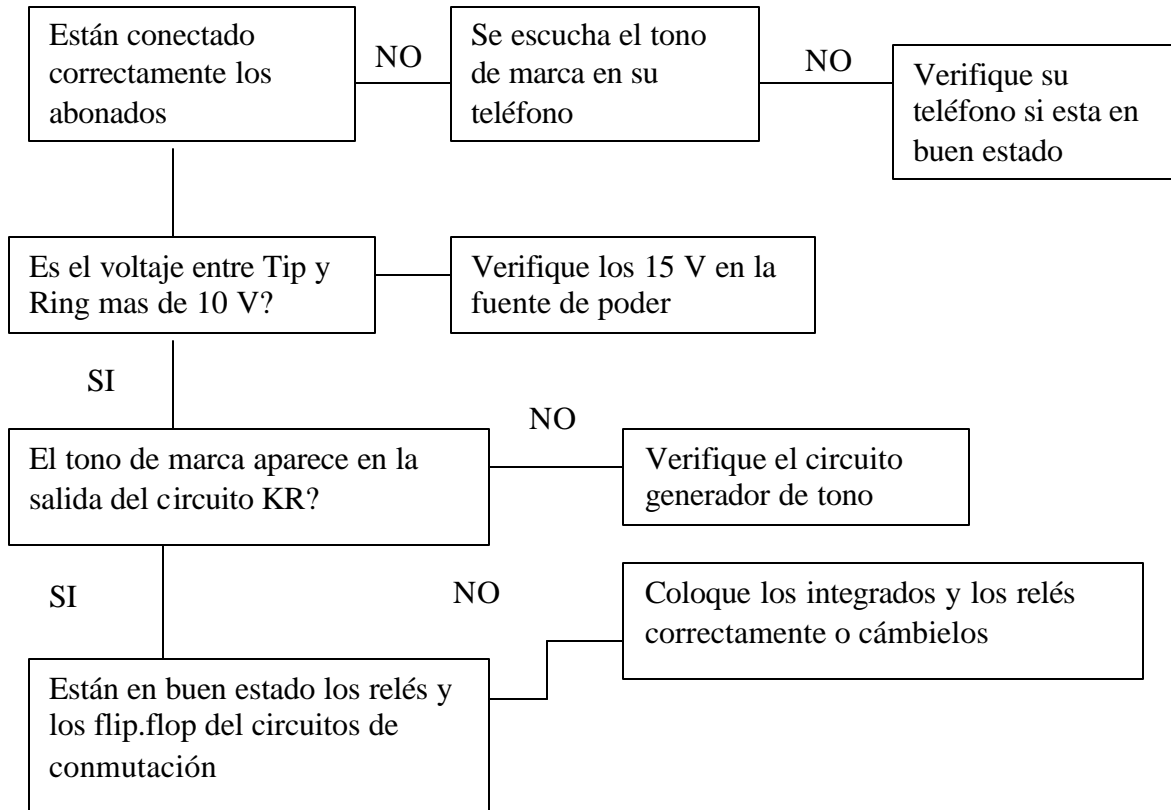 Están conectado
correctamente los
abonados
NO
Se escucha el tono
de marca en su
teléfono
NO
Verifique su
teléfono si esta en
buen estado
Es el voltaje entre Tip y
Ring mas de 10 V?
Verifique los 15 V en la
fuente de poder
SI
El tono de marca aparece en la
salida del circuito KR?
NO
Verifique el circuito
generador de tono
SI
NO
Coloque los integrados y los relés
correctamente o cámbielos
Están en buen estado los relés y
los flip.flop del circuitos de
conmutación